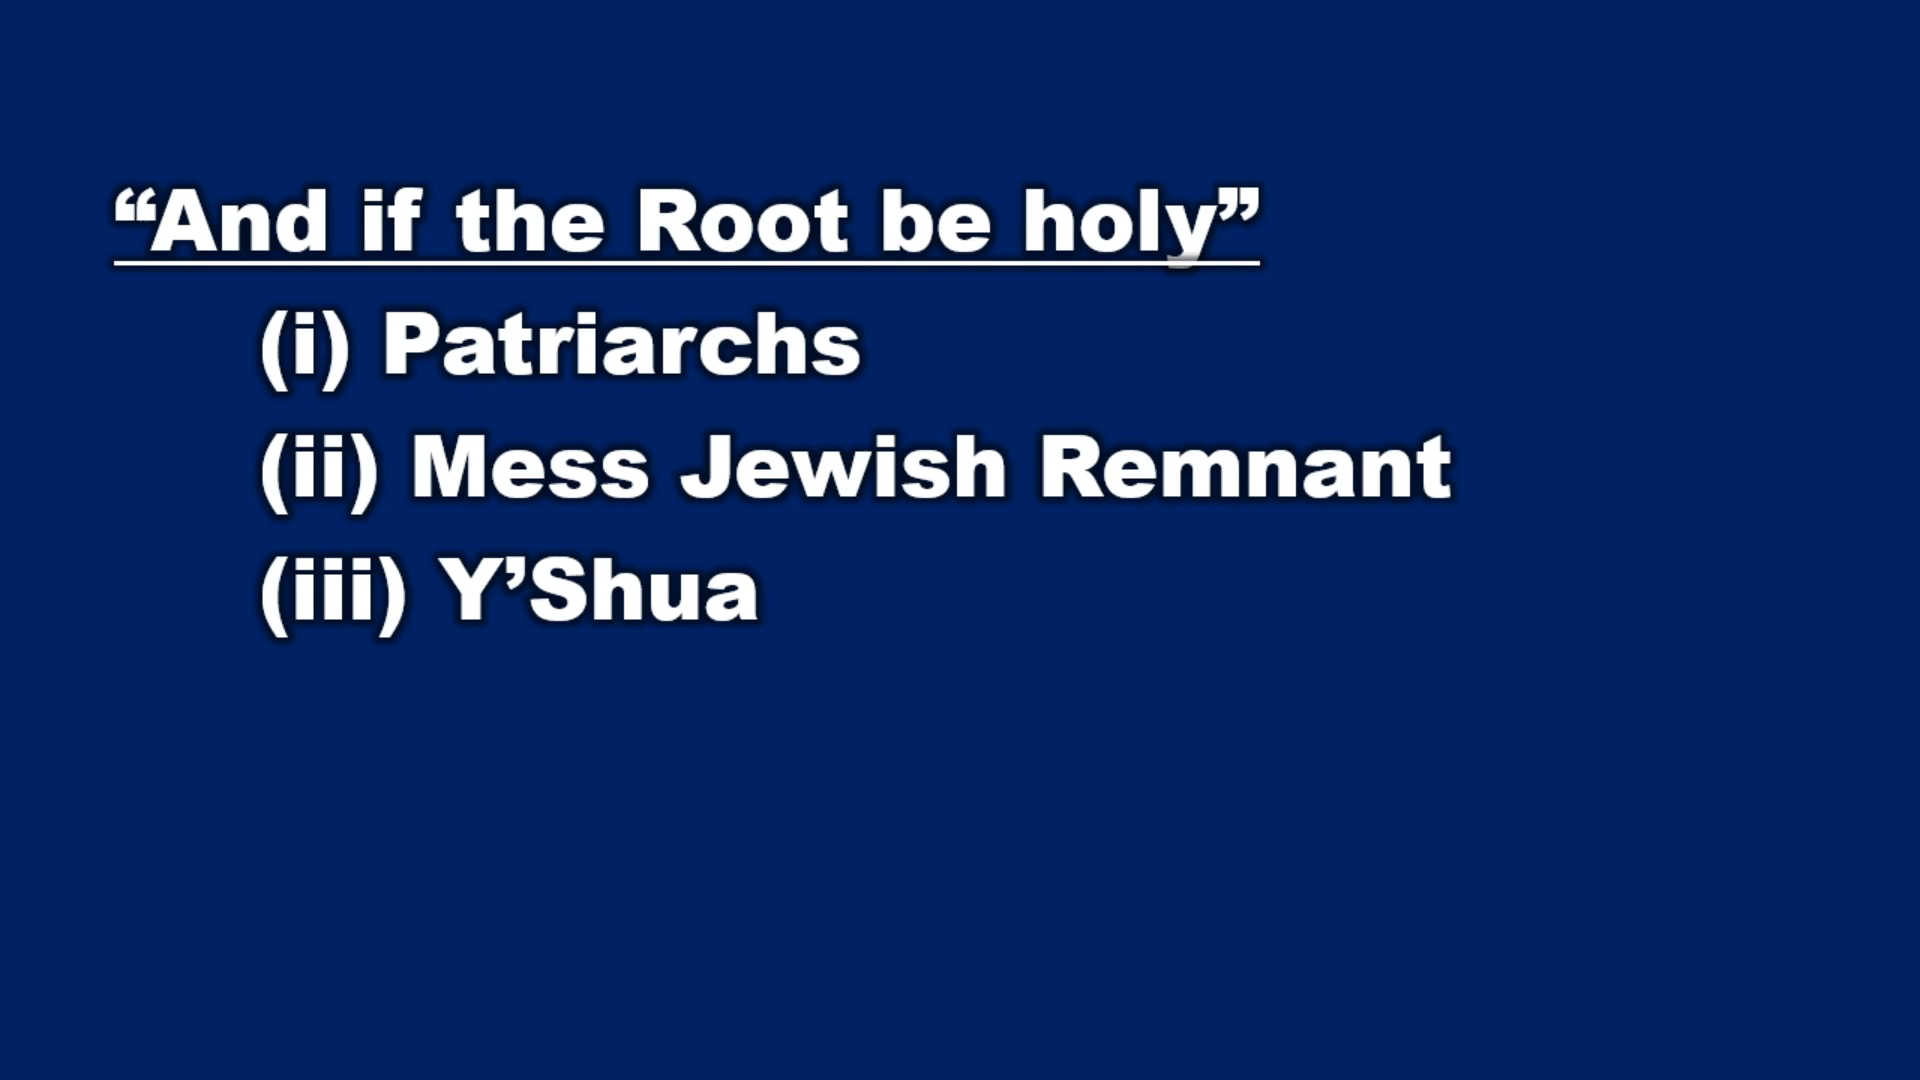 “And if the Root be holy”
(i) Patriarchs
(ii) Mess Jewish Remnant
(iii) Y’Shua